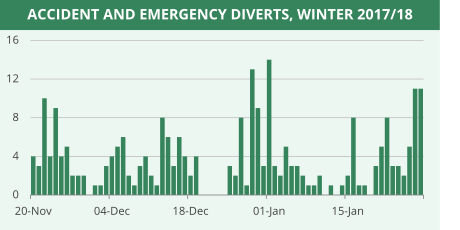 ACCIDENT AND EMERGENCY DIVERTS, WINTER 2017/18
16
12
8
4
0
20-Nov 04-Dec 18-Dec 01-Jan 15-Jan